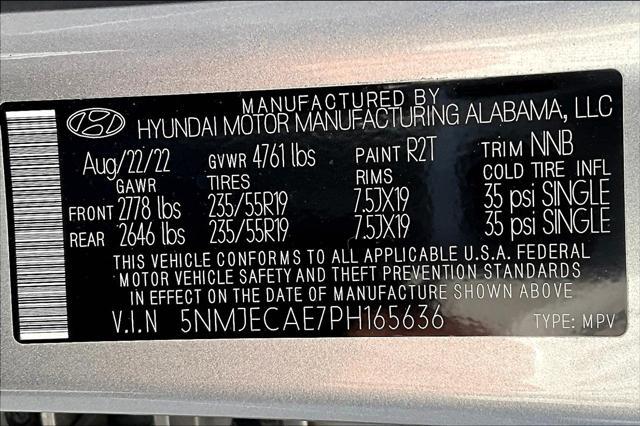 MANUFACTURED BY
HYUNDAI MOTOR MANUFACTURING ALABAMA, LLC
Aug/22/22 GVWR 4761 lbs PAINT R2T TRIM NNB
GAWR TIRES RIMS COLD TIRE INFL
FRONT 2778 lbs 235/55R19 7.5JX19 35 psi SINGLE
REAR 2646 lbs 235/55R19 7.5JX19 35 psi SINGLE
THIS VEHICLE CONFORMS TO ALL APPLICABLE U.S.A. FEDERAL
MOTOR VEHICLE SAFETY AND THEFT PREVENTION STANDARDS
IN EFFECT ON THE DATE OF MANUFACTURE SHOWN ABOVE
V.I.N 5NMJECAE7PH165636 TYPE: MPV